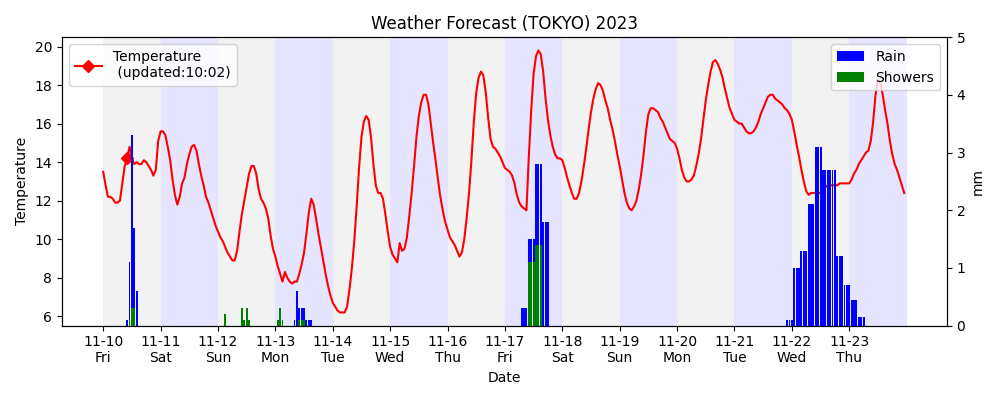 Weather Forecast (TOKYO) 2023
Temperature
(updated:10:02)
Rain
Showers
Temperature
20
18
16
14
12
10
8
6
5
4
3
2
1
0
mm
11-10 11-11 11-12 11-13 11-14 11-15 11-16 11-17 11-18 11-19 11-20 11-21 11-22 11-23
Fri Sat Sun Mon Tue Wed Thu Fri Sat Sun Mon Tue Wed Thu
Date